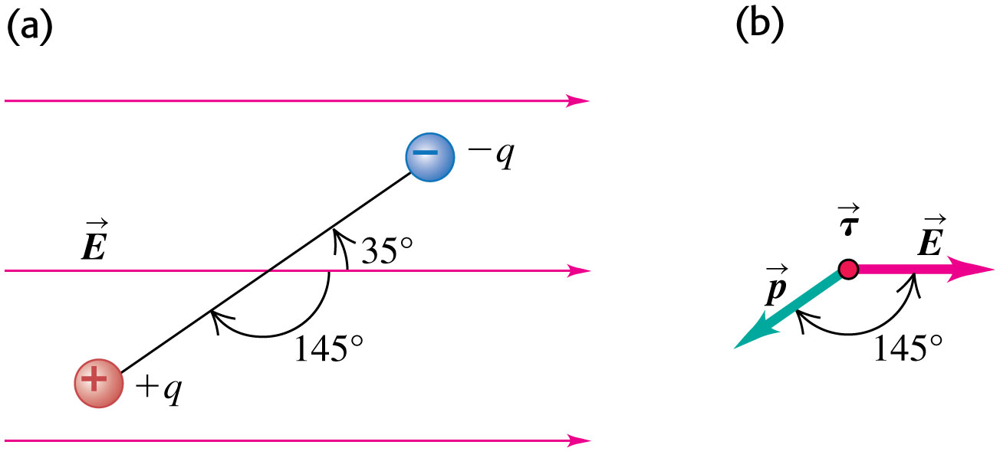 (a)
(b)
−
−q
E⃗
35°
τ⃗
E⃗
p⃗
145°
145°
+
+q